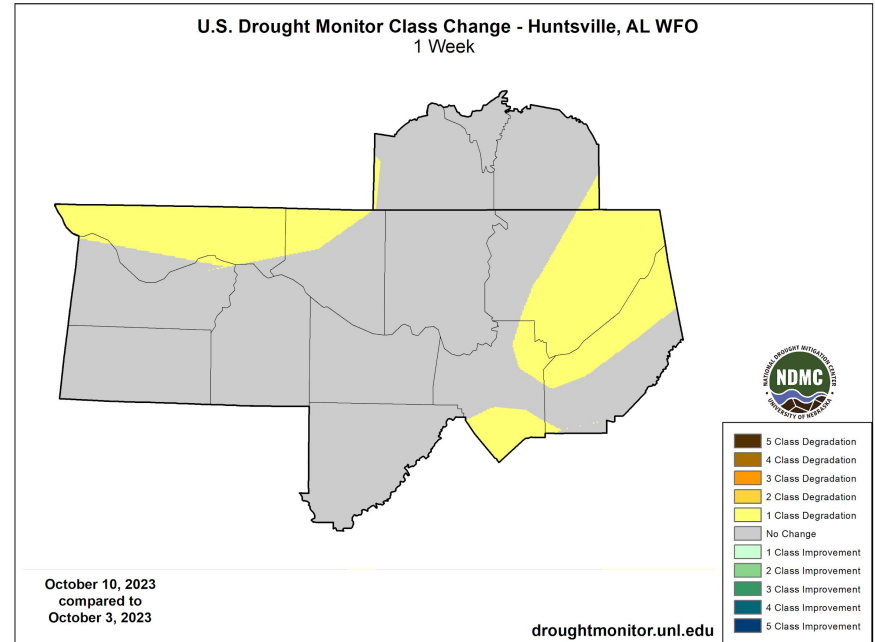 U.S. Drought Monitor Class Change - Huntsville, AL WFO
1 Week
NATIONAL DROUGHT MITIGATION CENTER
NDMC
UNIVERSITY OF NEBRASKA
5 Class Degradation
4 Class Degradation
3 Class Degradation
2 Class Degradation
1 Class Degradation
No Change
1 Class Improvement
2 Class Improvement
3 Class Improvement
4 Class Improvement
5 Class Improvement
October 10, 2023
compared to
October 3, 2023
droughtmonitor.unl.edu